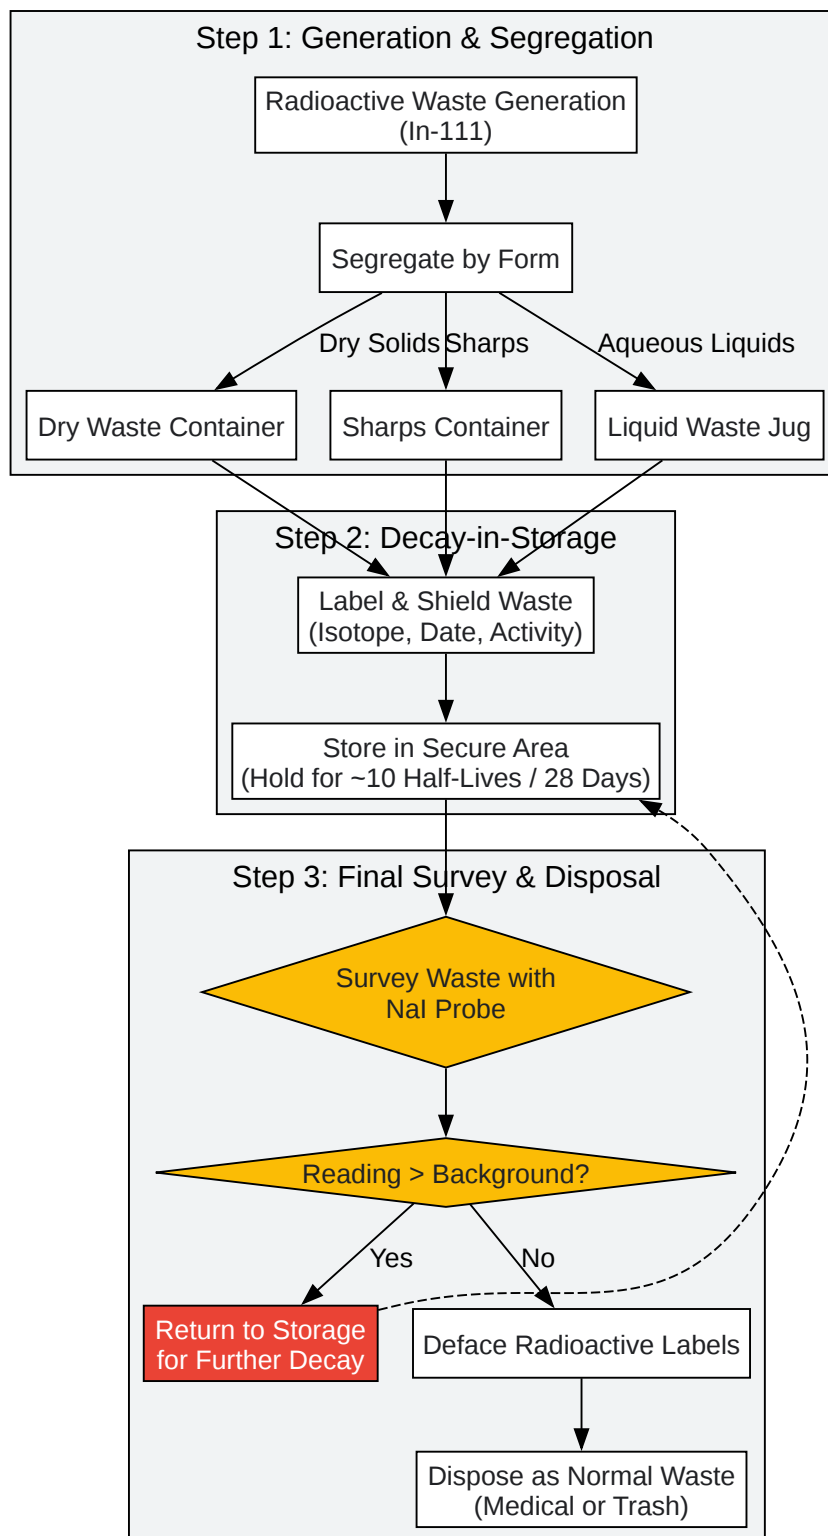 Step 1: Generation & Segregation
Radioactive Waste Generation
(In-111)
Segregate by Form
Dry Solids
Sharps
Aqueous Liquids
Dry Waste Container
Sharps Container
Liquid Waste Jug
Step 2: Decay-in-Storage
Label & Shield Waste
(Isotope, Date, Activity)
Store in Secure Area
(Hold for ~10 Half-Lives / 28 Days)
Step 3: Final Survey & Disposal
Survey Waste with
NaI Probe
Reading > Background?
Yes
No
Return to Storage
for Further Decay
Deface Radioactive Labels
Dispose as Normal Waste
(Medical or Trash)